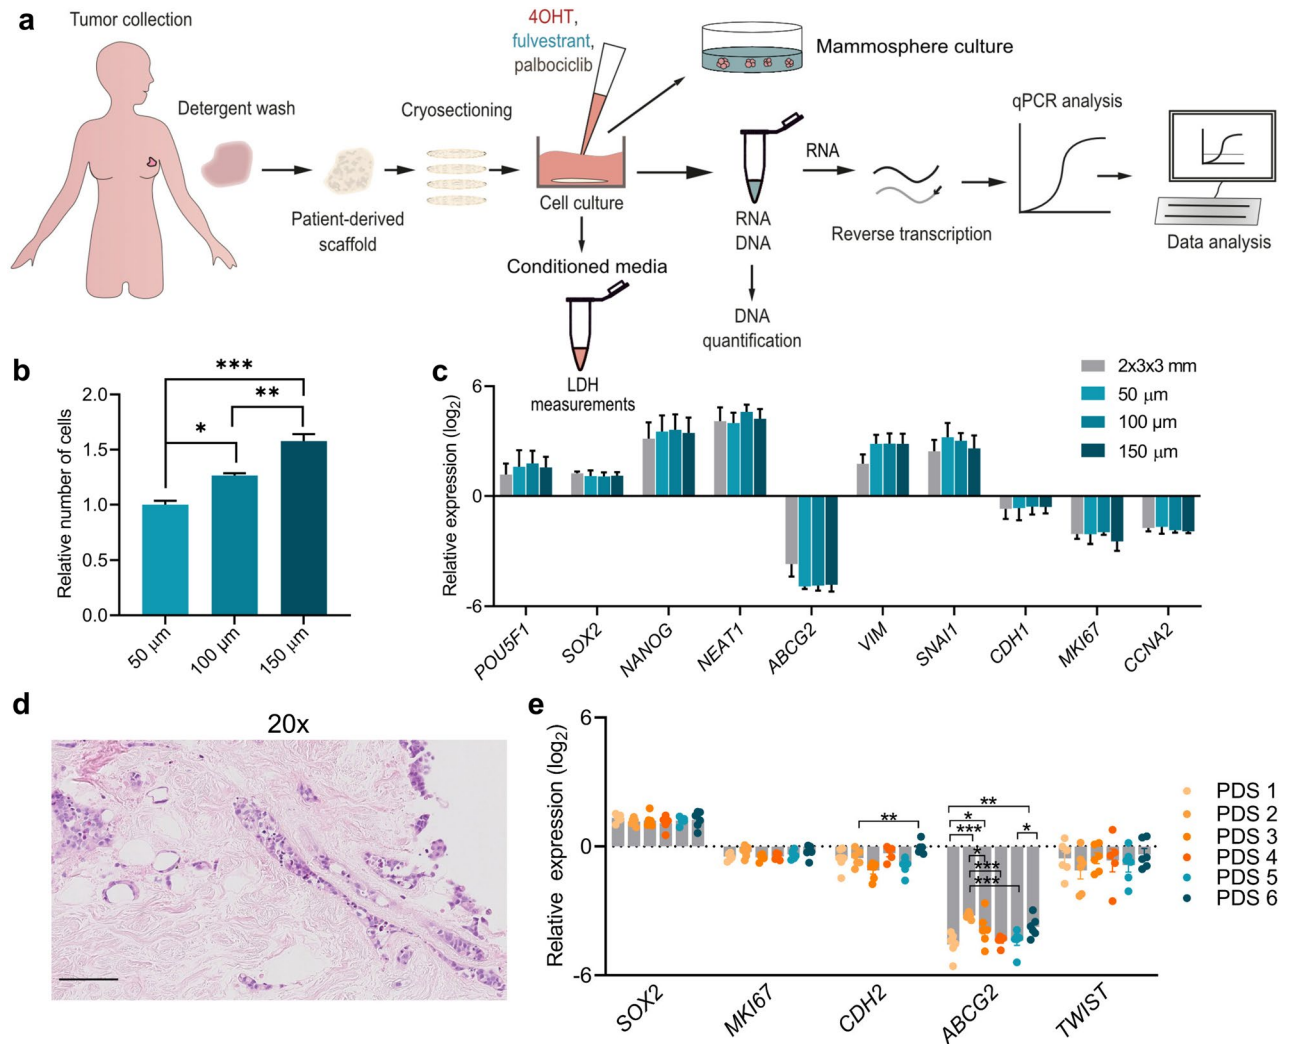 a
Tumor collection
4OHT,
fulvestrant,
palbociclib
Mammosphere culture
Detergent wash
Cryosectioning
qPCR analysis
RNA
Patient-derived
scaffold
Cell culture
RNA
DNA
Reverse transcription
Data analysis
Conditioned media
DNA
quantification
LDH
measurements
b
***
**
*
Relative number of cells
2.0
1.5
1.0
0.5
0.0
50 µm
100 µm
150 µm
c
2x3x3 mm
50 µm
100 µm
150 µm
Relative expression (log2)
6
0
-6
POU5F1
SOX2
NANOG
NEAT1
ABCG2
VIM
SNAI1
CDH1
MKI67
CCNA2
d
20x
e
Relative expression (log2)
6
0
-6
**
**
*
***
*
*
***
***
SOX2
MKI67
CDH2
ABCG2
TWIST
PDS 1
PDS 2
PDS 3
PDS 4
PDS 5
PDS 6